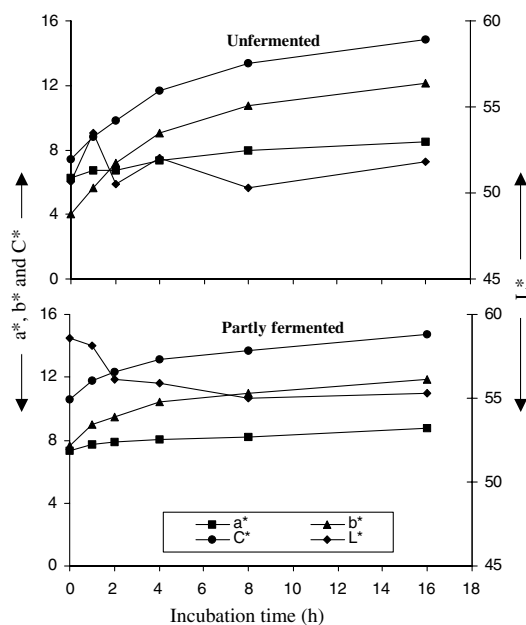 Unfermented
16
12
8
4
0
60
55
50
45
a*, b* and C*
L*
Partly fermented
16
12
8
4
0
60
55
50
45
a*
b*
C*
L*
0 2 4 6 8 10 12 14 16 18
Incubation time (h)